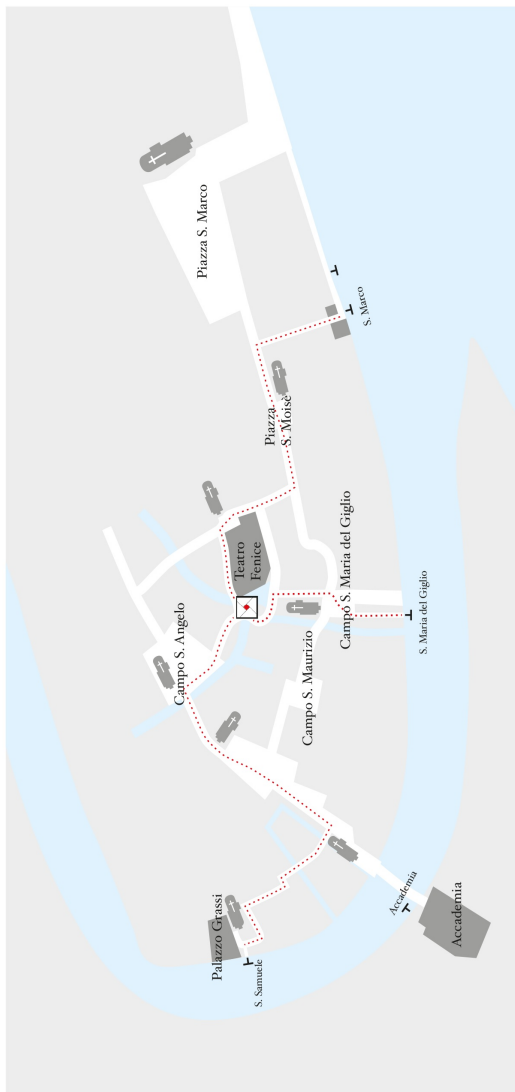 Piazza S. Marco
S. Marco
Piazza
S. Moisè
Teatro
Fenice
Campo S. Maria del Giglio
S. Maria del Giglio
Campo S. Angelo
Campo S. Maurizio
Palazzo Grassi
S. Samuele
Accademia
Accademia